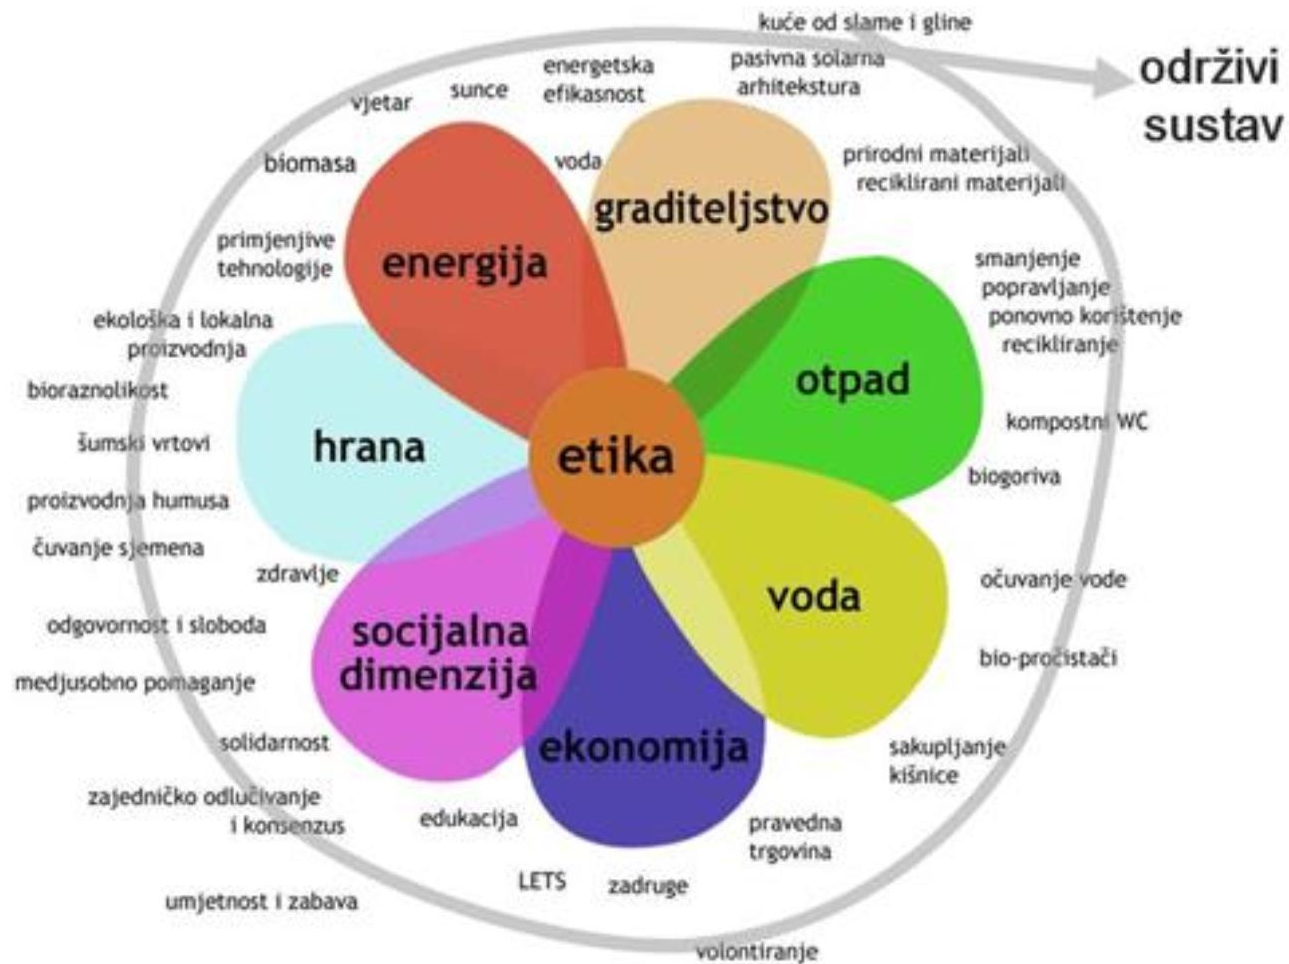 kuće od slame i gline
pasivna solarna
arhitektura
energetska
efikasnost
sunce
vjetar
održivi
sustav
biomasa
voda
prirodni materijali
reciklirani materijali
graditeljstvo
primjenjive
tehnologije
energija
smanjenje
popravljanje
ponovno korištenje
recikliranje
ekološka i lokalna
proizvodnja
bioraznolikost
otpad
kompostni WC
šumski vrtovi
hrana
etika
biogoriva
proizvodnja humusa
čuvanje sjemena
zdravlje
očuvanje vode
voda
odgovornost i sloboda
socijalna
dimenzija
bio-pročistači
medjusobno pomaganje
solidarnost
ekonomija
sakupljanje
kišnice
zajedničko odlučivanje
i konsenzus
edukacija
pravedna
trgovina
LETS
zadruge
umjetnost i zabava
volontiranje